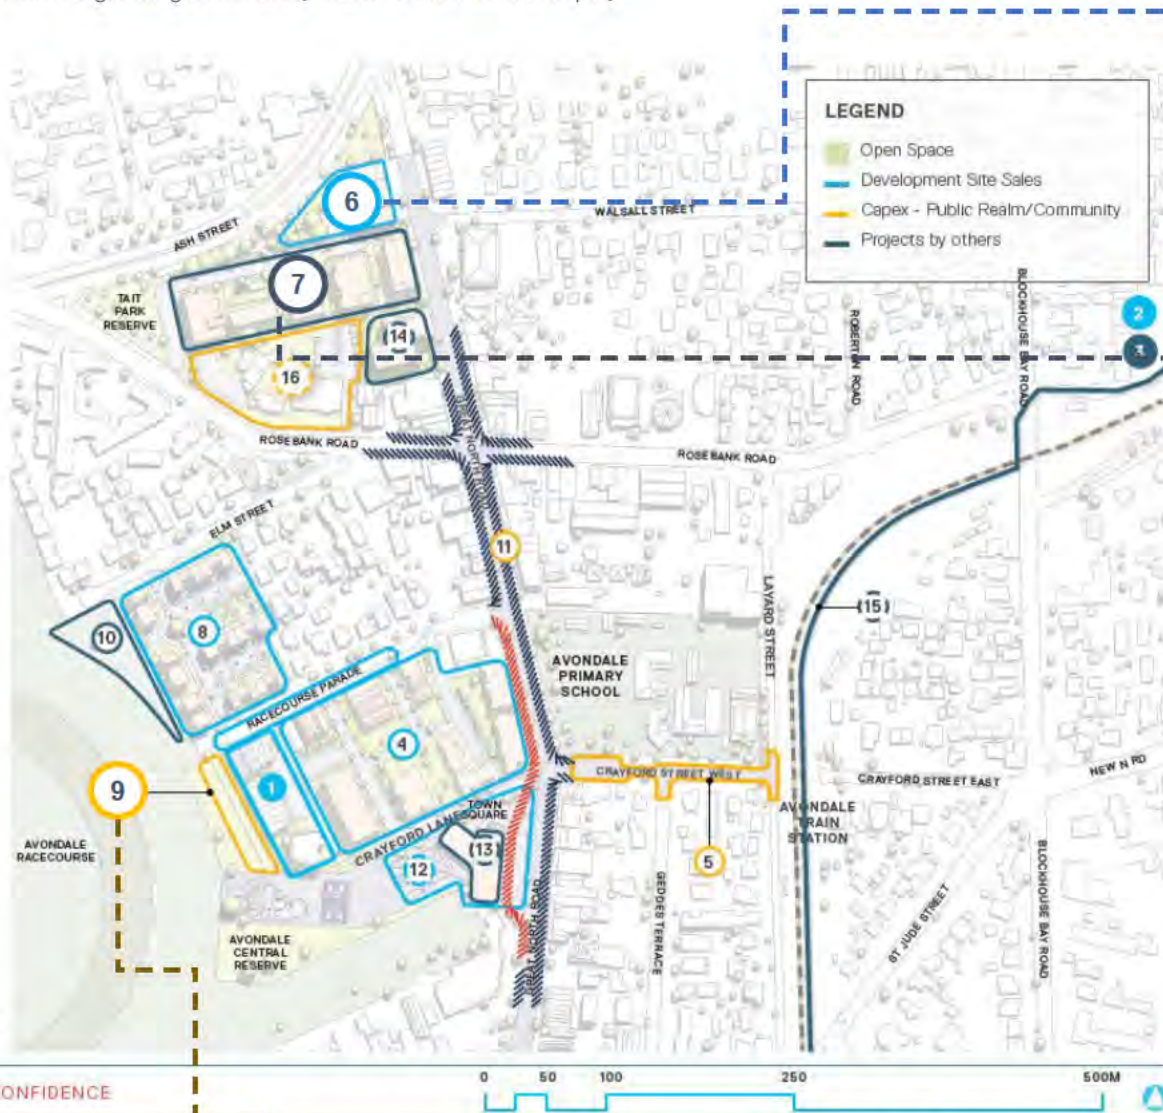 LEGEND
Open Space
Development Site Sales
Capex - Public Realm/Community
Projects by others
6
WALSALL STREET
ASH STREET
7
TAIT
PARK
RESERVE
14
16
BLOCKHOUSE BAY ROAD
2
3
ROSEBANK ROAD
ROSEBANK ROAD
ELM STREET
11
LAYARD STREET
15
10
8
AVONDALE
PRIMARY
SCHOOL
RACECOURSE PARADE
4
9
1
CRAYFORD STREET WEST
CRAYFORD STREET EAST
NEW N RD
TOWN
SQUARE
CRAYFORD LANE
AVONDALE
TRAIN
STATION
AVONDALE
RACECOURSE
12
13
5
GEDDES TERRACE
ST JUDE STREET
BLOCKHOUSE BAY ROAD
AVONDALE
CENTRAL
RESERVE
GREAT NORTH ROAD
ONFIDENCE
0 50 100 250 500M